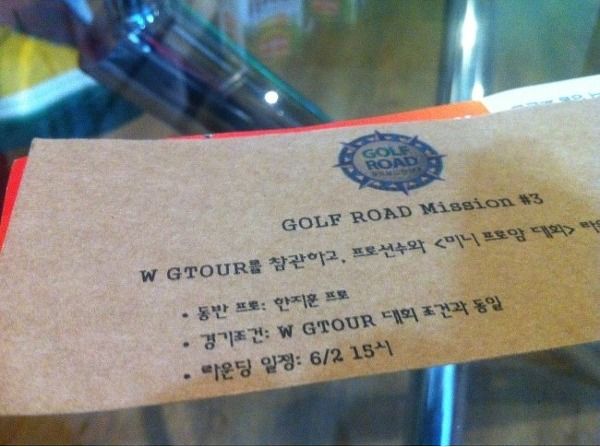 GOLF
ROAD
GOLF ROAD Mission #3
W GTOUR를 참관하고, 프로선수와 <미니 프로암 대회>
• 동반 프로: 한지훈 프로
• 경기조건: W GTOUR 대회 조건과 동일
• 라운딩 일정: 6/2 15시